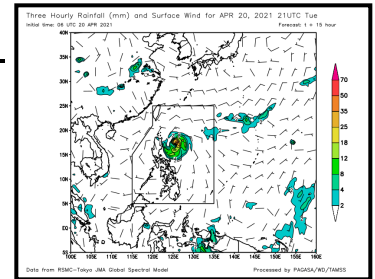 Three Hourly Rainfall (mm) and Surface Wind for APR 20, 2021 21UTC Tue
Initial time: 06 UTC 20 APR 2021 Forecast: t = 15 hour
40N
35N
30N
25N
20N
15N
10N
5N
EQ
5S
100E 105E 110E 115E 120E 125E 130E 135E 140E 145E 150E 155E 160E
70
50
35
25
18
12
8
4
2
Data from RSMC-Tokyo JMA Global Spectral Model Processed by PAGASA/WD/TAMSS